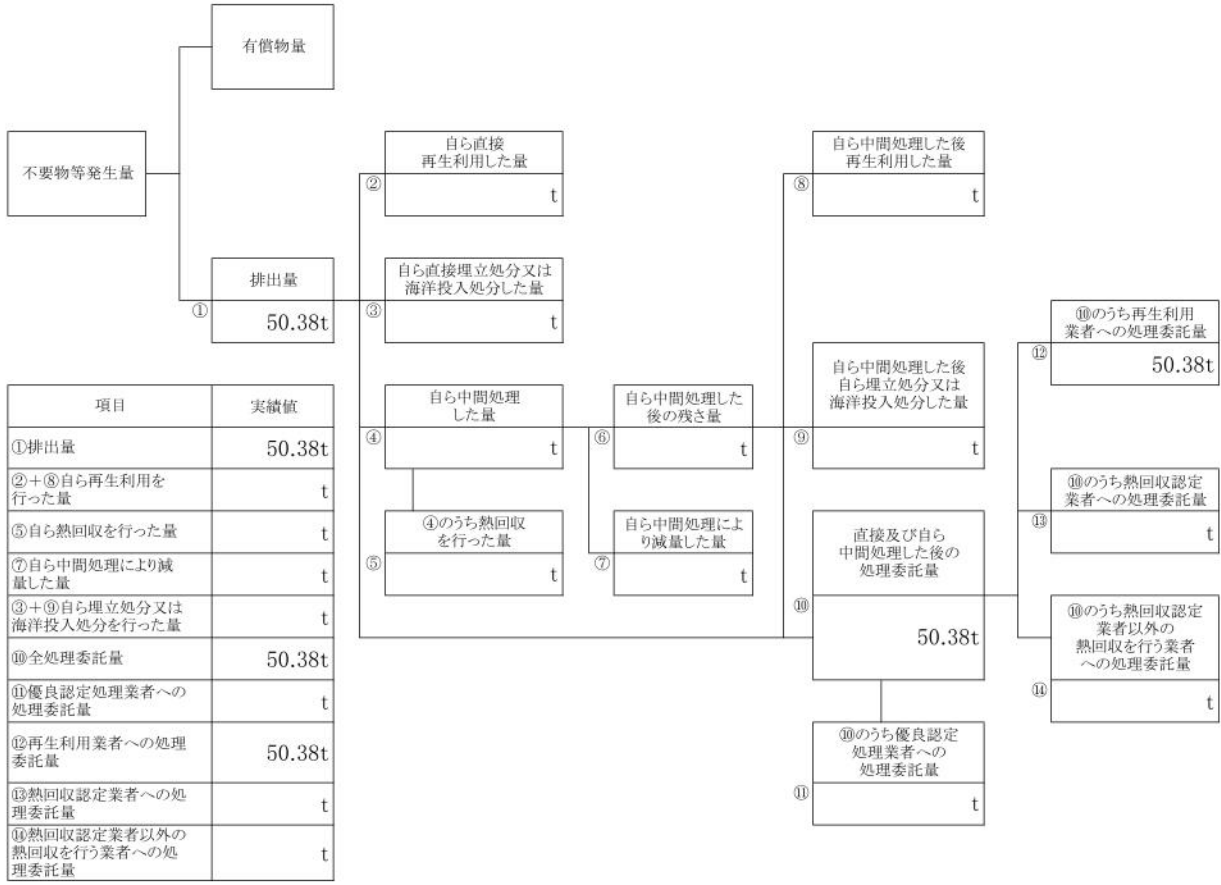 有償物量
不要物等発生量
排出量
①
50.38t
自ら直接
再生利用した量
②
t
自ら直接埋立処分又は
海洋投入処分した量
③
t
自ら中間処理
した量
④
t
④のうち熱回収
を行った量
⑤
t
自ら中間処理した
後の残さ量
⑥
t
自ら中間処理によ
り減量した量
⑦
t
自ら中間処理した後
再生利用した量
⑧
t
自ら中間処理した後
自ら埋立処分又は
海洋投入処分した量
⑨
t
直接及び自ら
中間処理した後の
処理委託量
⑩
50.38t
⑩のうち優良認定
処理業者への
処理委託量
⑪
t
⑩のうち再生利用
業者への処理委託量
⑫
50.38t
⑩のうち熱回収認定
業者への処理委託量
⑬
t
⑩のうち熱回収認定
業者以外の
熱回収を行う業者
への処理委託量
⑭
t
項目 実績値
①排出量 50.38t
②+⑧自ら再生利用を
行った量
t
⑤自ら熱回収を行った量 t
⑦自ら中間処理により減
量した量
t
③+⑨自ら埋立処分又は
海洋投入処分を行った量
t
⑩全処理委託量 50.38t
⑪優良認定処理業者への
処理委託量
t
⑫再生利用業者への処理
委託量
50.38t
⑬熱回収認定業者への処
理委託量
t
⑭熱回収認定業者以外の
熱回収を行う業者への処
理委託量
t